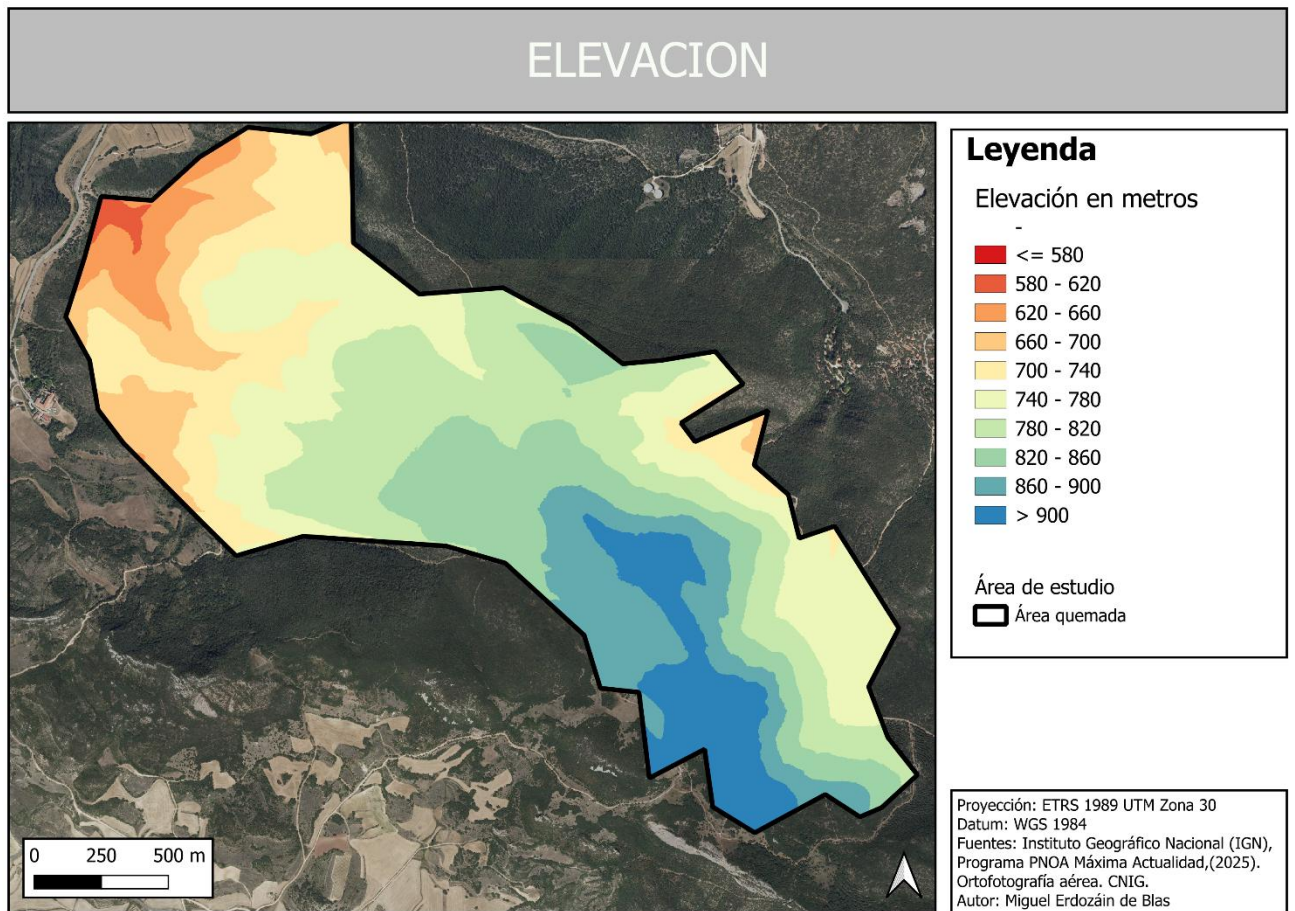 ELEVACION
Leyenda
Elevación en metros
-
<= 580
580 - 620
620 - 660
660 - 700
700 - 740
740 - 780
780 - 820
820 - 860
860 - 900
> 900
Área de estudio
Área quemada
0 250 500 m
Proyección: ETRS 1989 UTM Zona 30
Datum: WGS 1984
Fuentes: Instituto Geográfico Nacional (IGN),
Programa PNOA Máxima Actualidad,(2025).
Ortofotografía aérea. CNIG.
Autor: Miguel Erdozáin de Blas